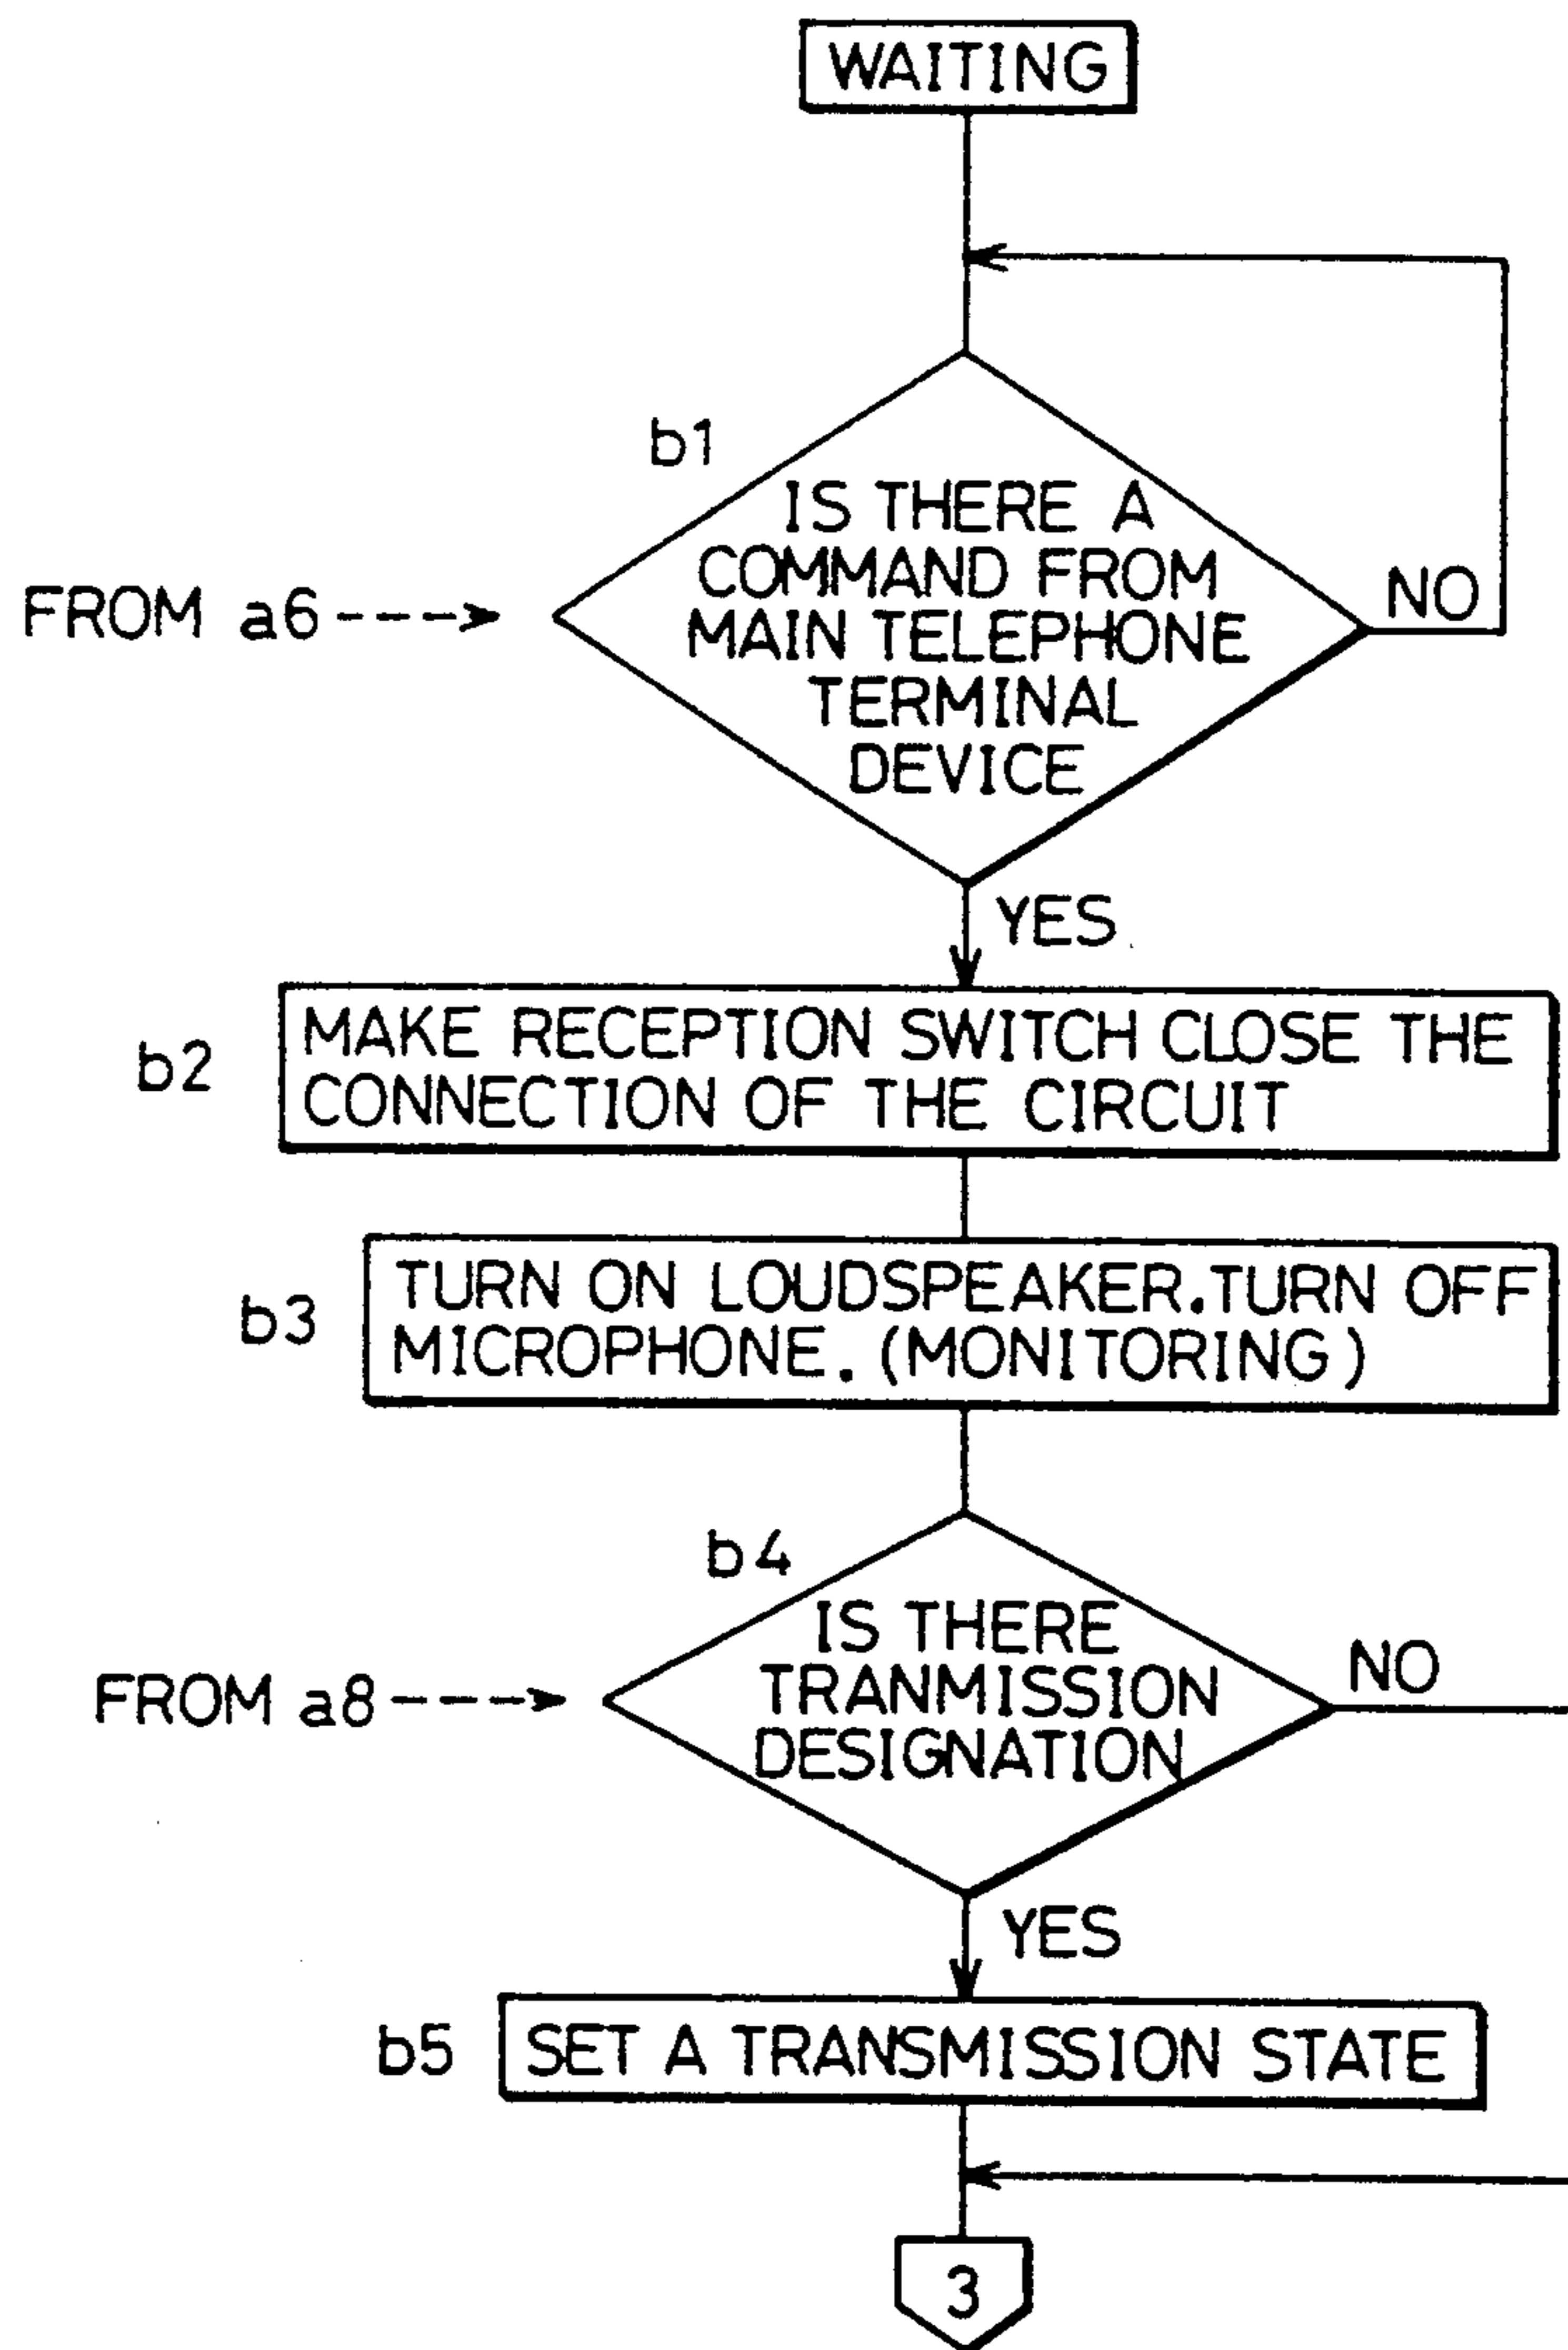 WAITING
b1
IS THERE A
COMMAND FROM
MAIN TELEPHONE
TERMINAL
DEVICE
NO
FROM a6
YES
b2
MAKE RECEPTION SWITCH CLOSE THE
CONNECTION OF THE CIRCUIT
b3
TURN ON LOUDSPEAKER.TURN OFF
MICROPHONE. (MONITORING)
b4
IS THERE
TRANMISSION
DESIGNATION
NO
FROM a8
YES
b5
SET A TRANSMISSION STATE
3